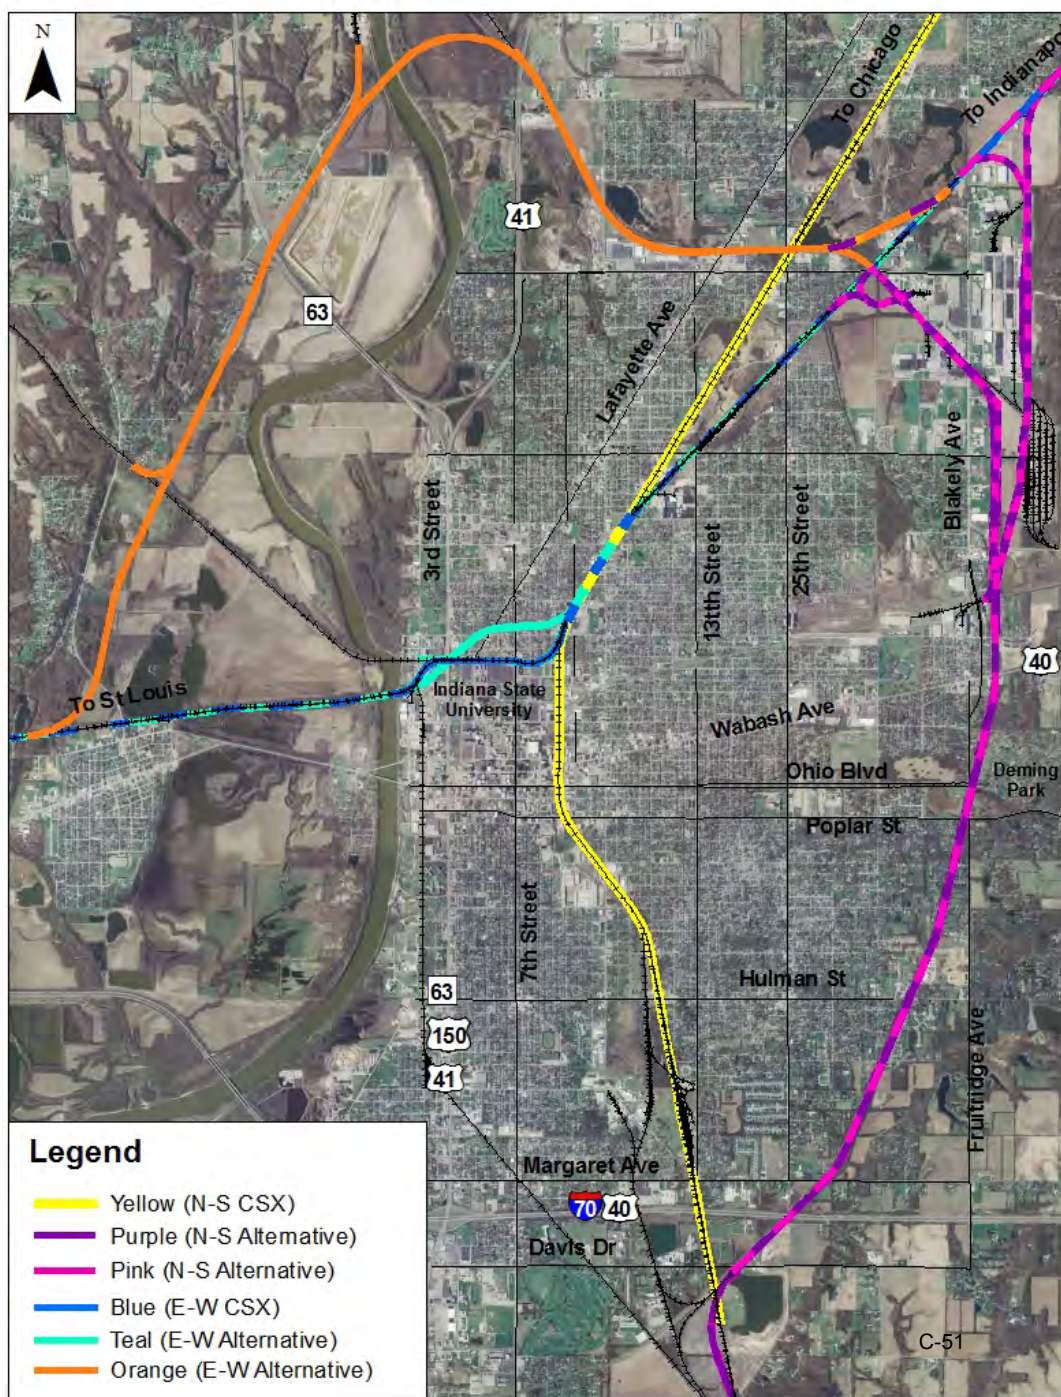 N
To Chicago
To Indianapo
41
63
Lafayette Ave
3rd Street
13tth Street
25th Street
Blakely Ave
40
To St Louis
Indiana State
University
Wabash Ave
Ohio Blvd
Deming
Park
Poplar St
7th Street
Hulman St
63
150
41
Fruitridge Ave
Margaret Ave
70
40
Davis Dr
Legend
Yellow (N-S CSX)
Purple (N-S Alternative)
Pink (N-S Alternative)
Blue (E-W CSX)
Teal (E-W Alternative)
Orange (E-W Alternative)
C-51